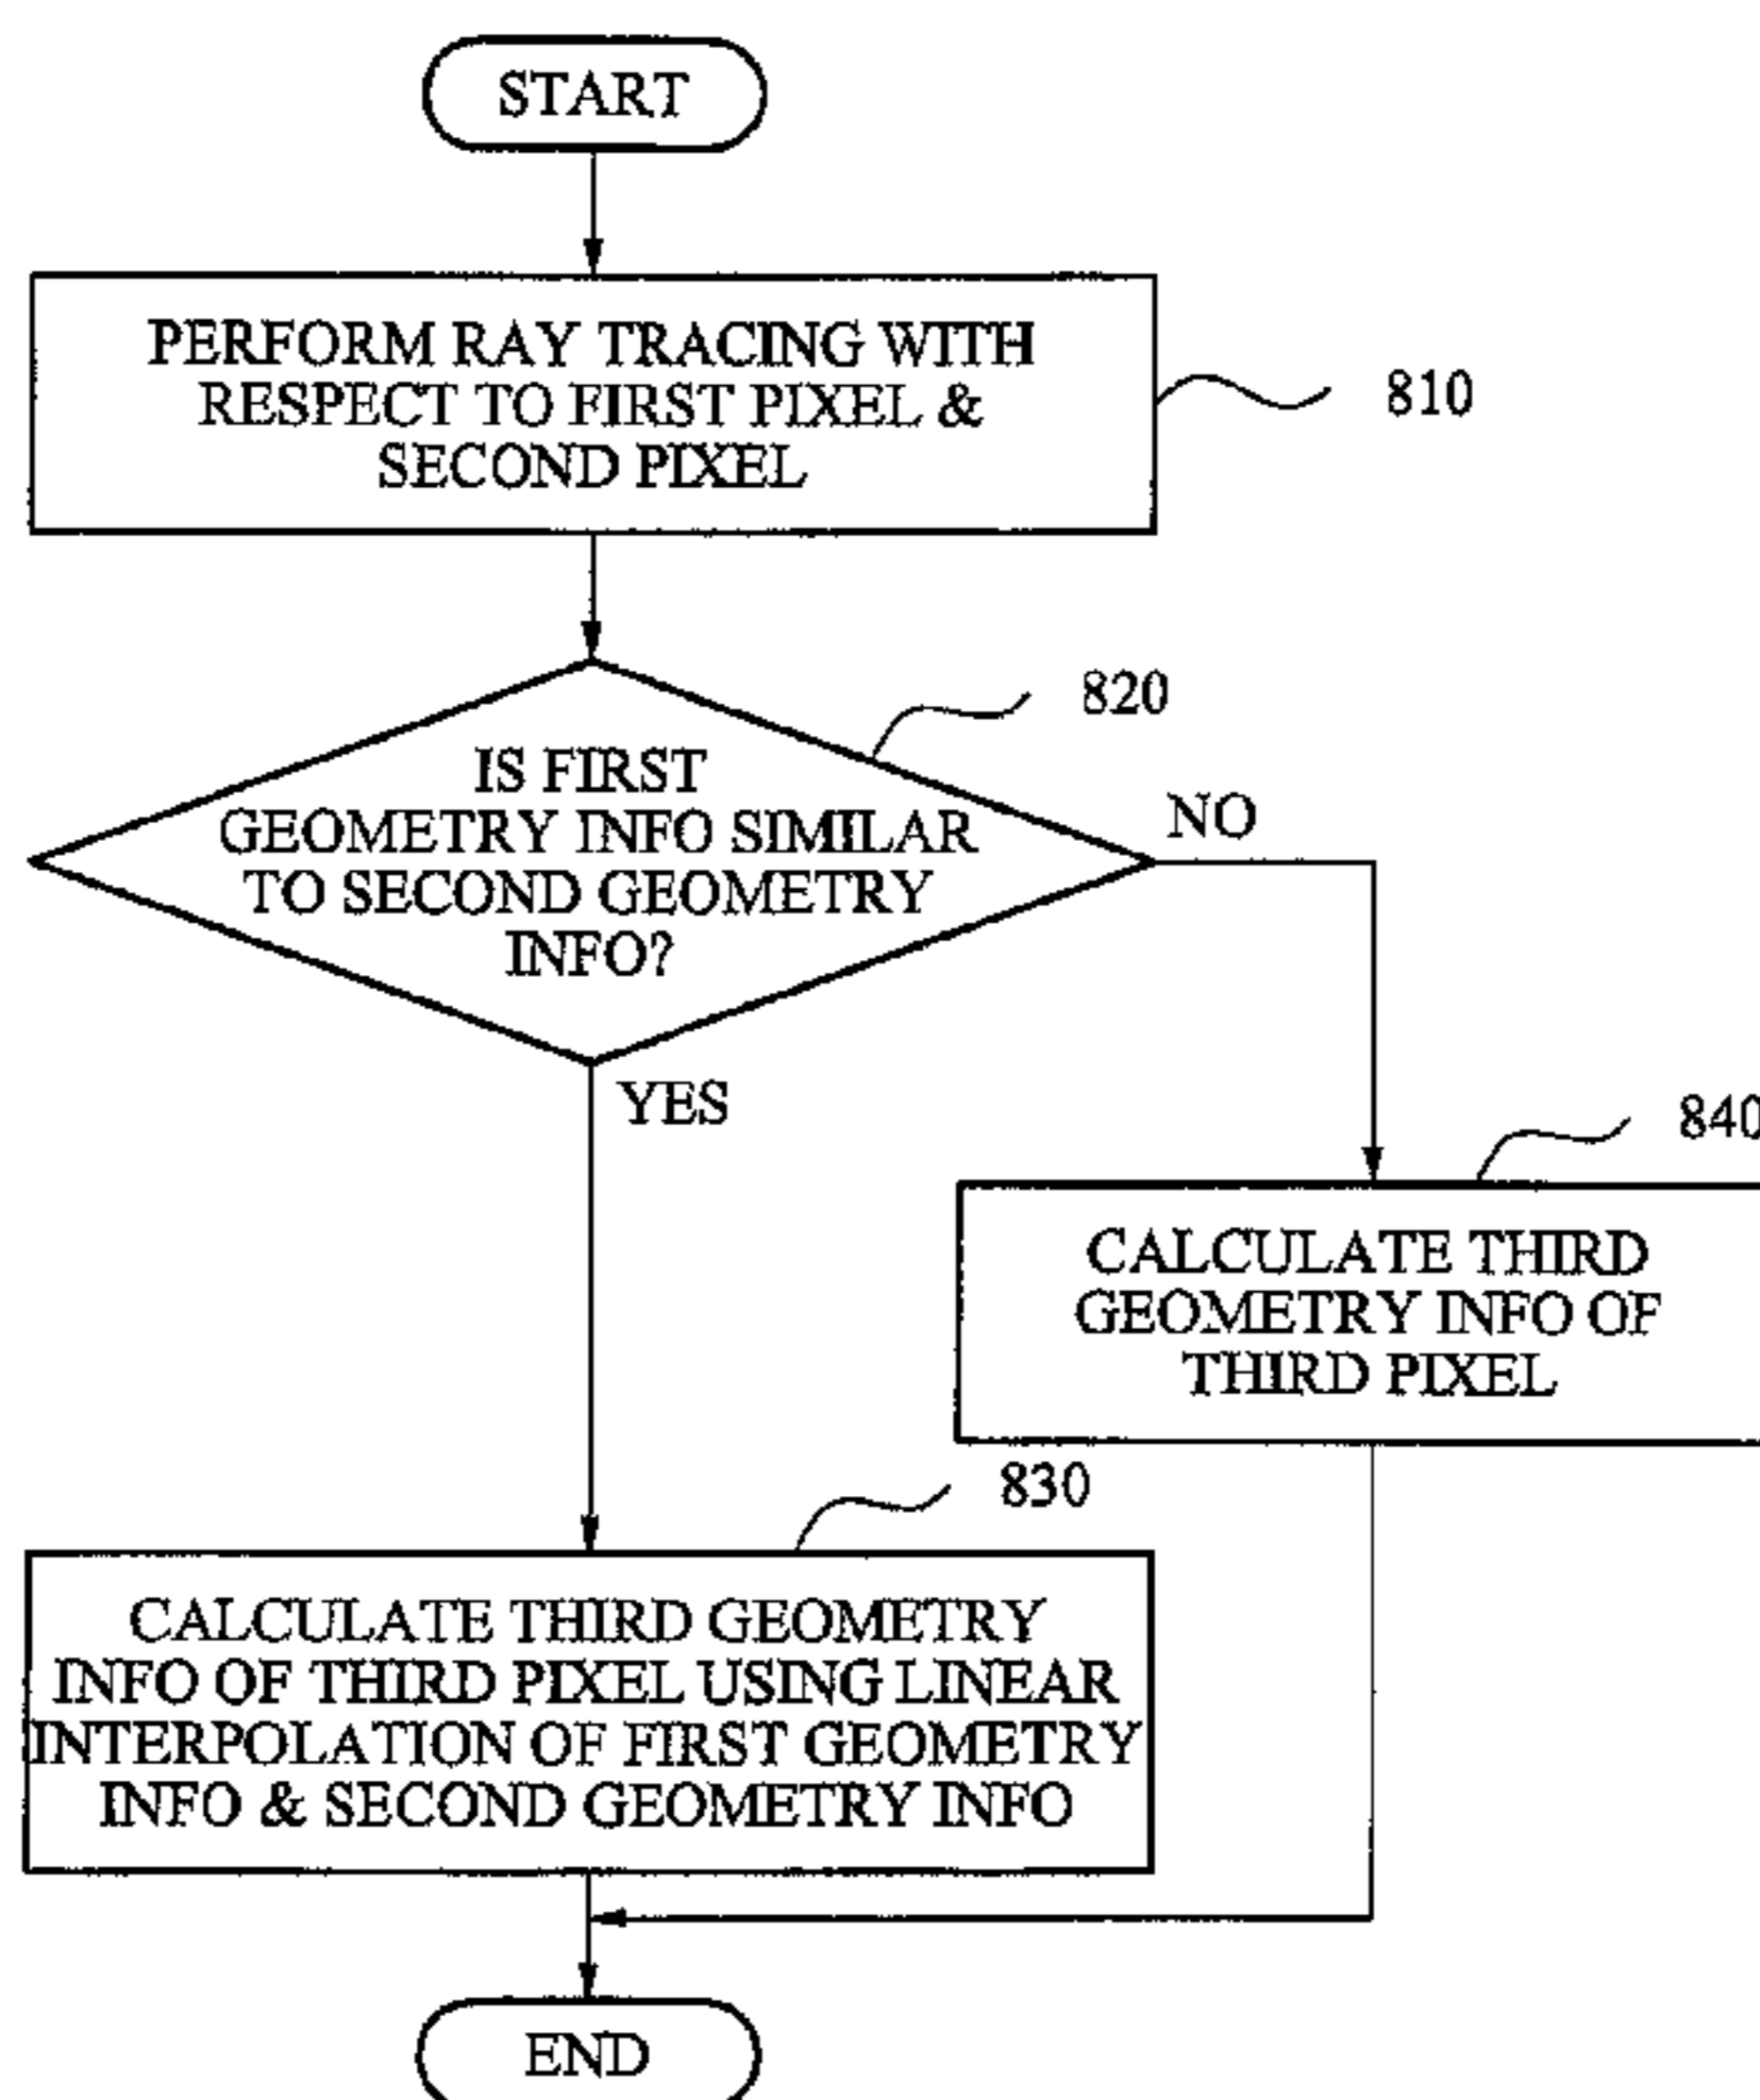 START
PERFORM RAY TRACING WITH
RESPECT TO FIRST PIXEL &
SECOND PIXEL
810
820
IS FIRST
GEOMETRY INFO SIMILAR
TO SECOND GEOMETRY
INFO?
NO
YES
840
CALCULATE THIRD
GEOMETRY INFO OF
THIRD PIXEL
830
CALCULATE THIRD GEOMETRY
INFO OF THIRD PIXEL USING LINEAR
INTERPOLATION OF FIRST GEOMETRY
INFO & SECOND GEOMETRY INFO
END